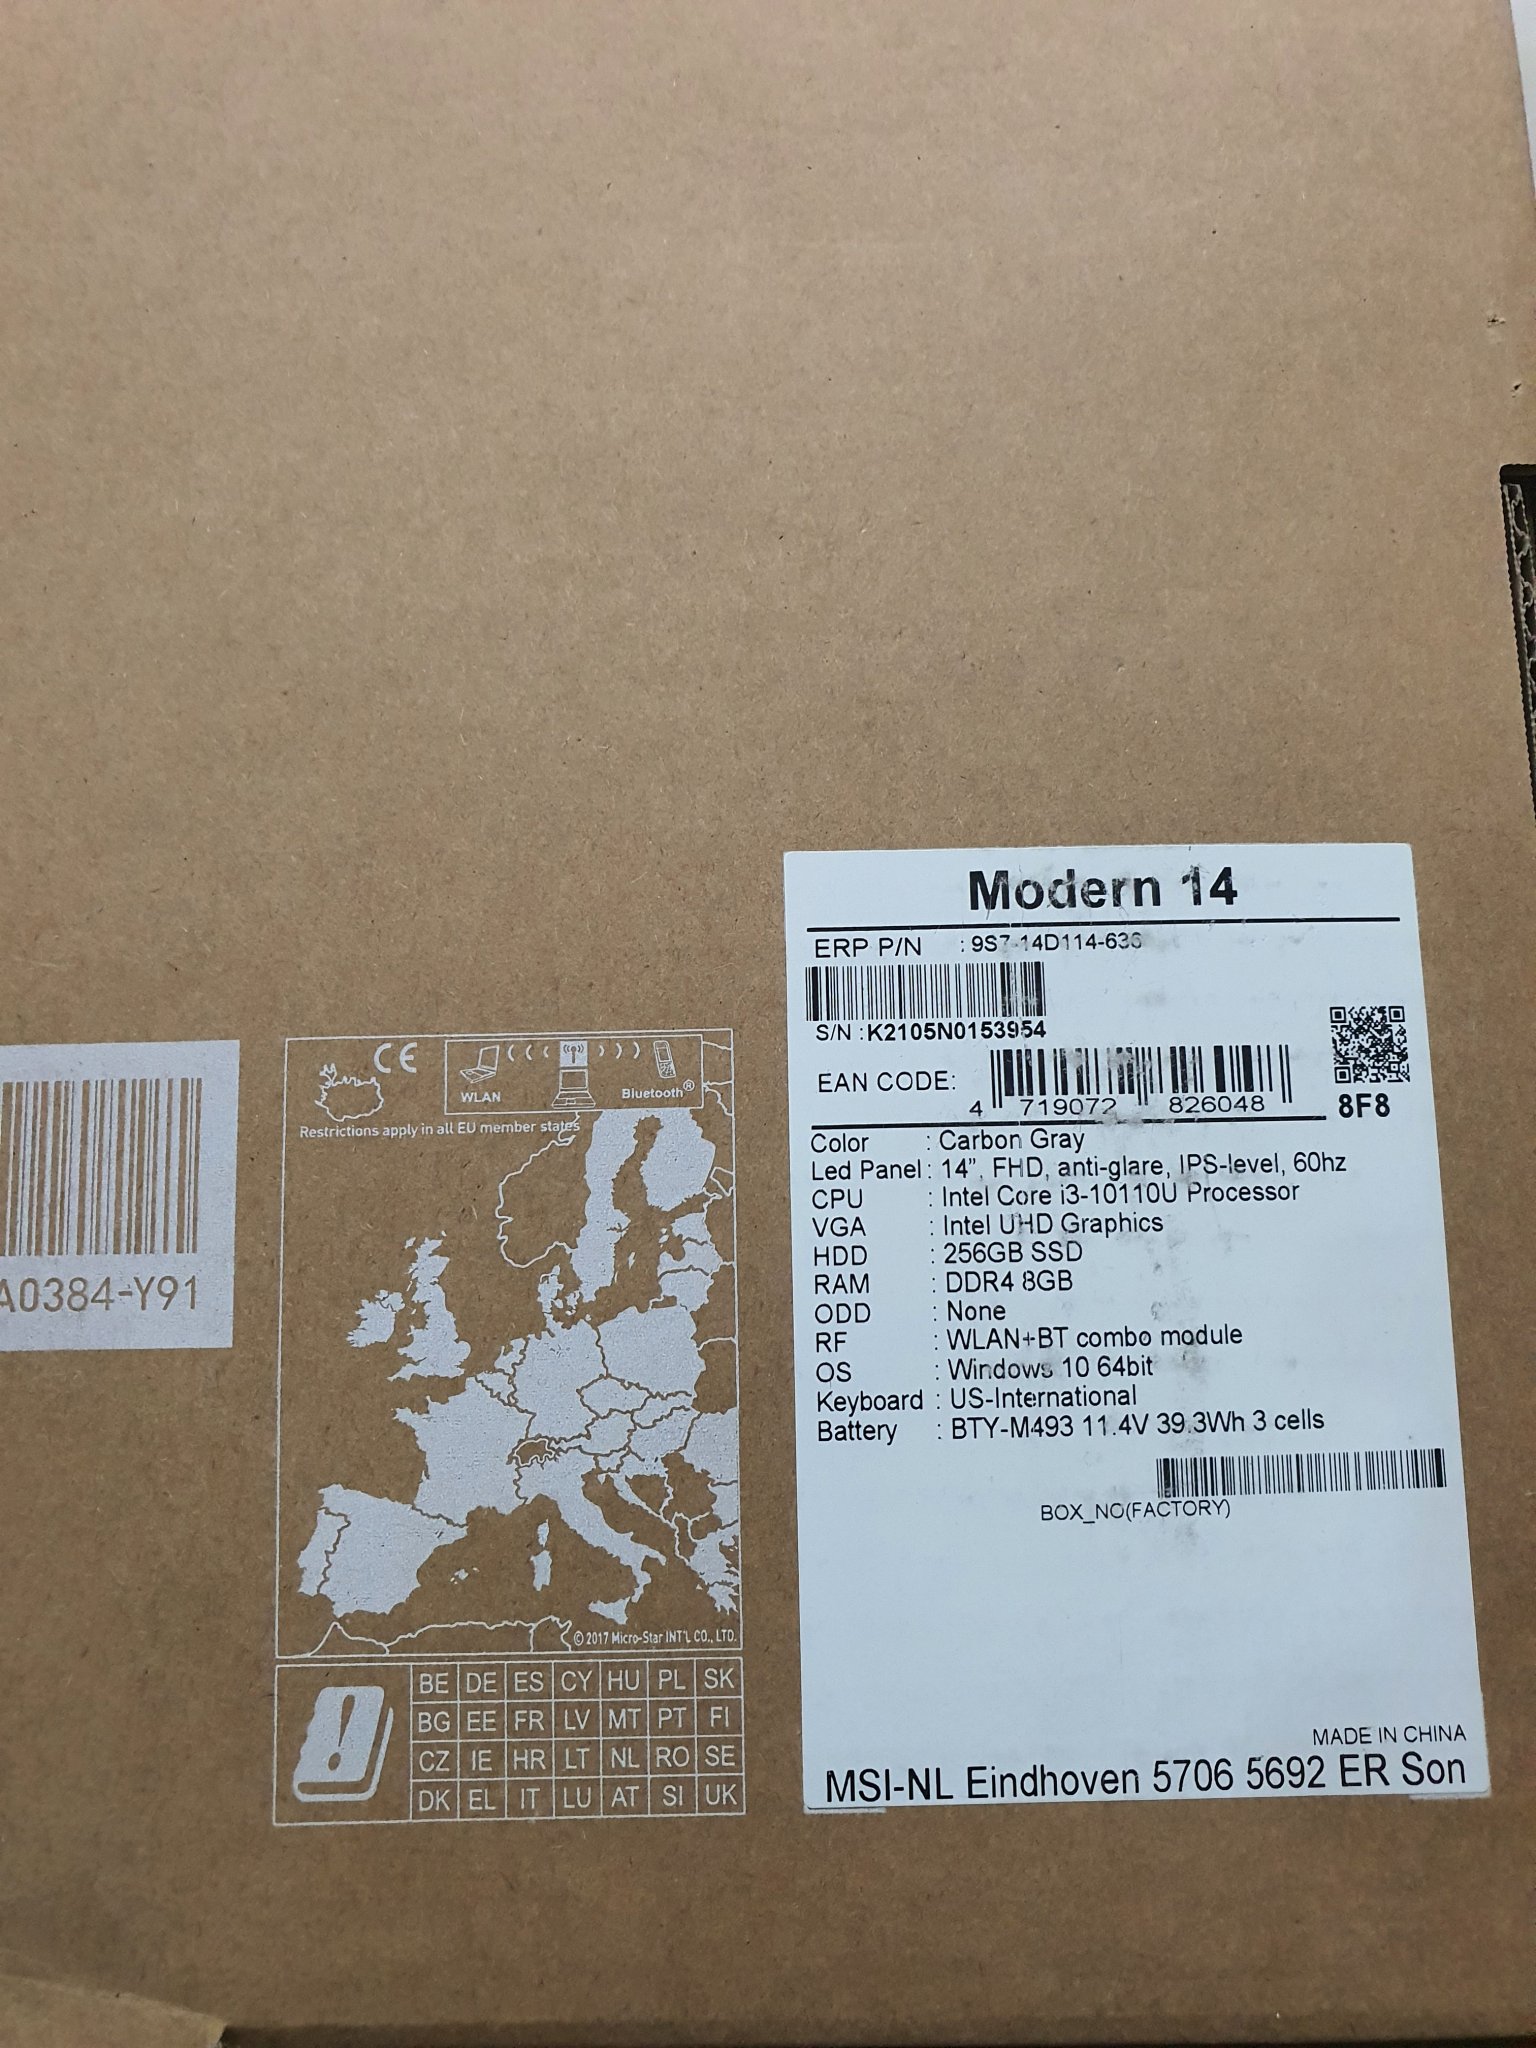 Modern 14
ERP P/N : 9S7-14D114-636
S/N : K2105N0153954
EAN CODE:
4 719072 826048
8F8
Color : Carbon Gray
Led Panel : 14”, FHD, anti-glare, IPS-level, 60hz
CPU : Intel Core i3-10110U Processor
VGA : Intel UHD Graphics
HDD : 256GB SSD
RAM : DDR4 8GB
ODD : None
RF : WLAN+BT combo module
OS : Windows 10 64bit
Keyboard : US-International
Battery : BTY-M493 11.4V 39.3Wh 3 cells
BOX_NO(FACTORY)
MADE IN CHINA
MSI-NL Eindhoven 5706 5692 ER Son
CE
WLAN
Bluetooth®
Restrictions apply in all EU member states
© 2017 Micro-Star INT'L CO., LTD.
BE DE ES CY HU PL SK
BG EE FR LV MT PT FI
CZ IE HR LT NL RO SE
DK EL IT LU AT SI UK
A0384-Y91